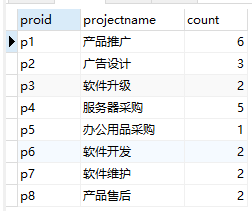 proid projectname count
p1 产品推广 6
p2 广告设计 3
p3 软件升级 2
p4 服务器采购 5
p5 办公用品采购 1
p6 软件开发 2
p7 软件维护 2
p8 产品售后 2